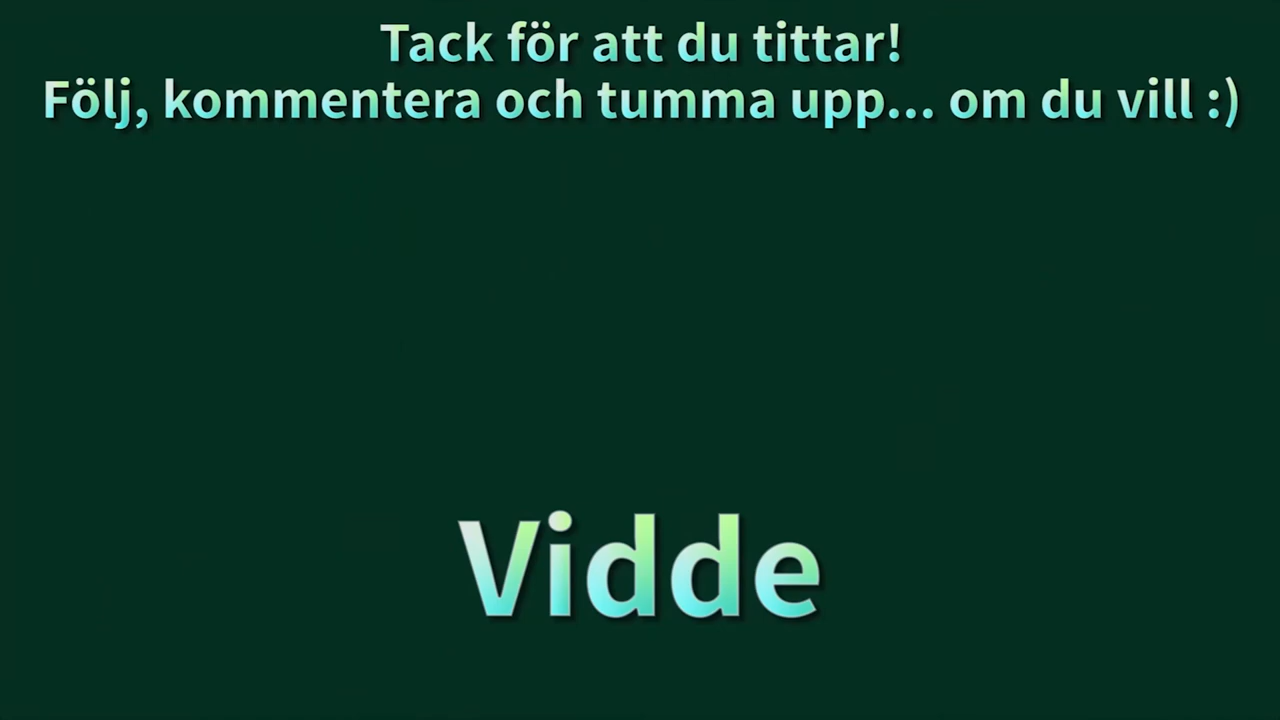 Tack för att du tittar!
Följ, kommentera och tumma upp... om du vill :)
Vidde